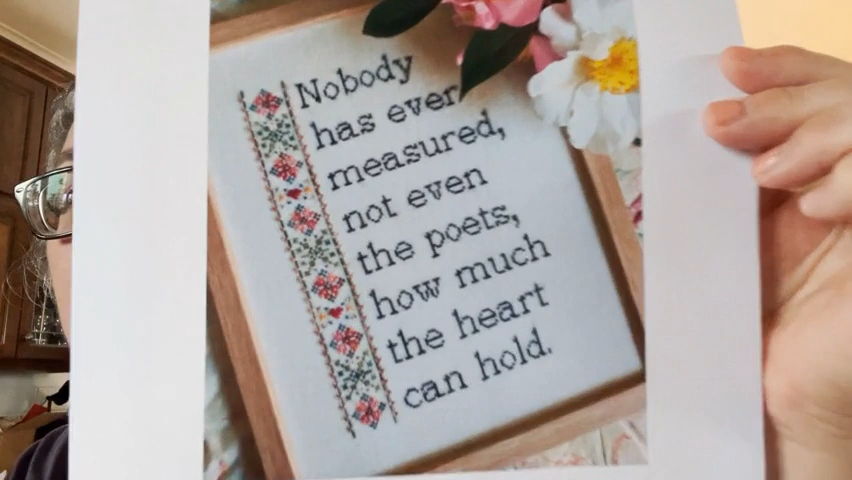 Nobody
has ever
measured,
not even
the poets,
how much
the heart
can hold.